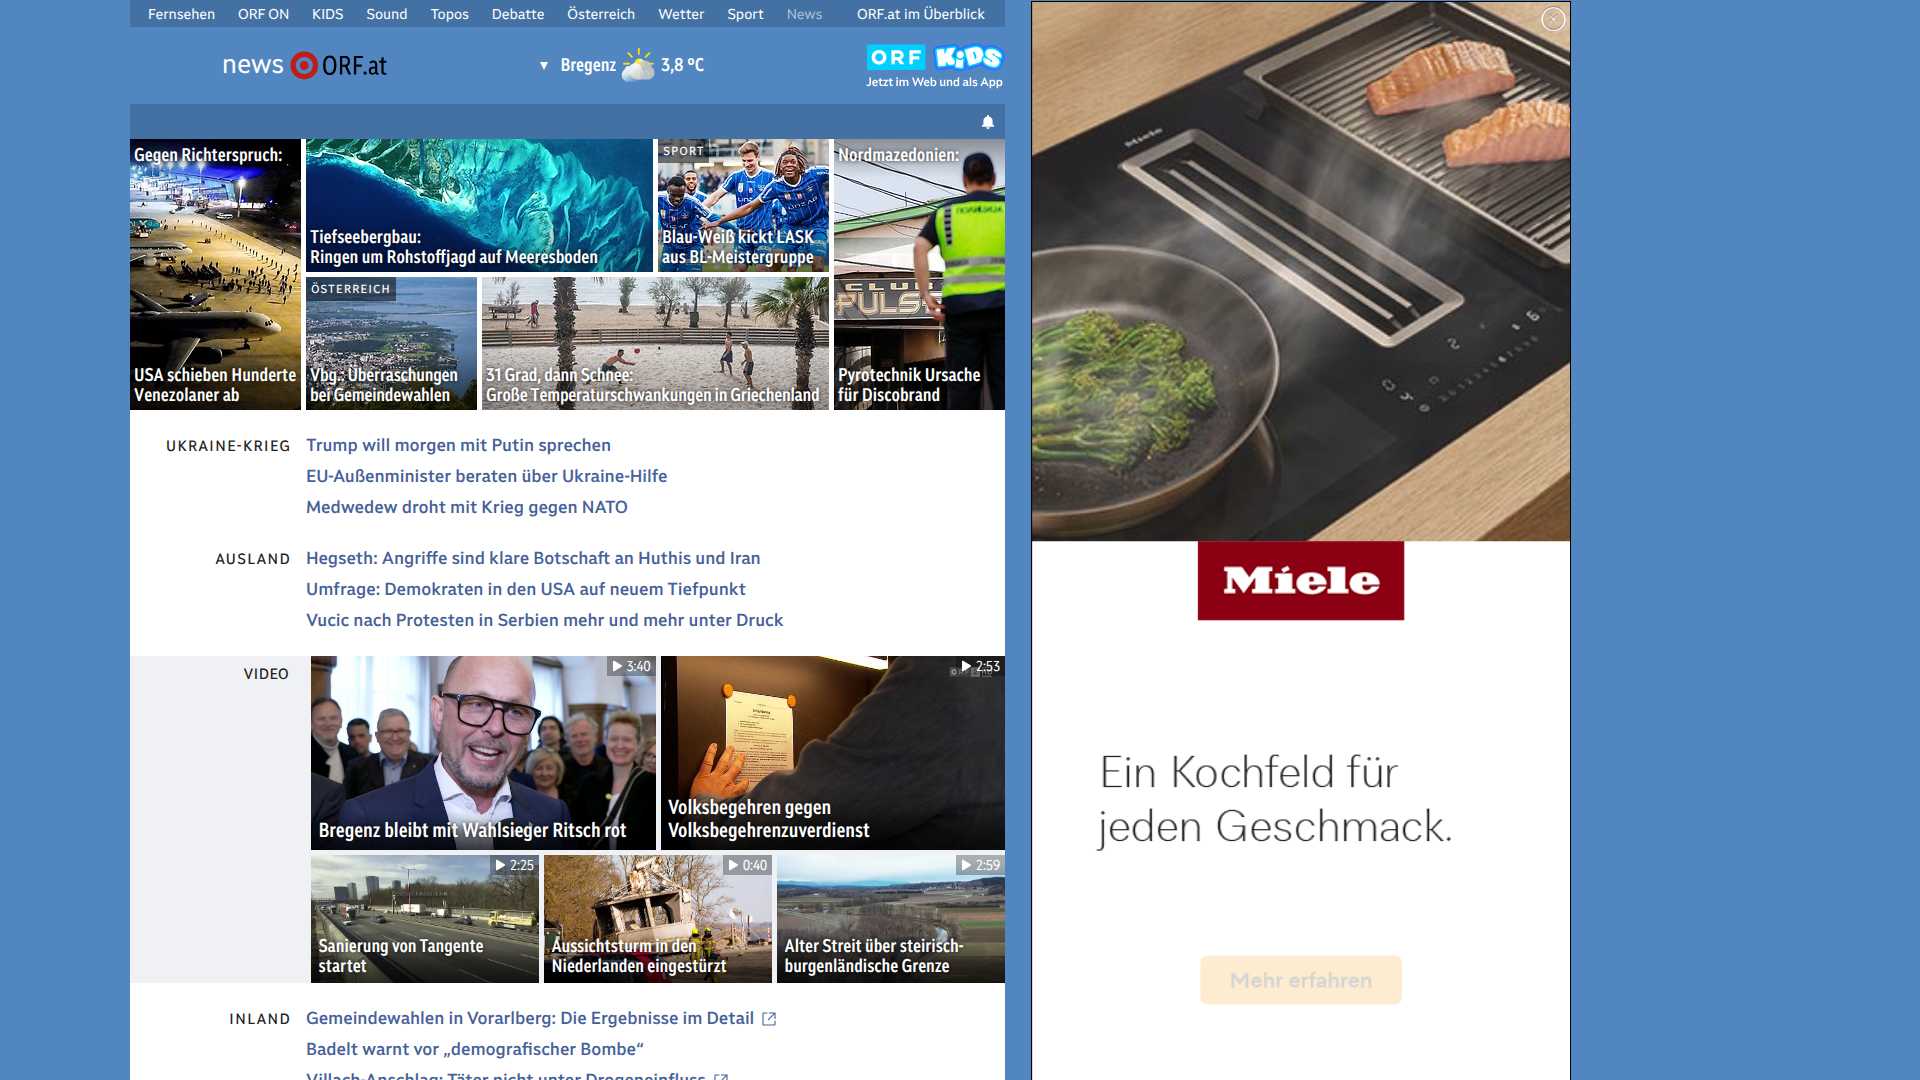 Fernsehen ORF ON KIDS Sound Topos Debatte Österreich Wetter Sport News ORF.at im Überblick
news ORF.at
Bregenz 3,8 °C
ORF KiDS
Jetzt im Web und als App
Gegen Richterspruch:
USA schieben Hunderte
Venezolaner ab
Tiefseebergbau:
Ringen um Rohstoffjagd auf Meeresboden
SPORT
Blau-Weiß kickt LASK
aus BL-Meistergruppe
Nordmazedonien:
CLUB
PULS
Pyrotechnik Ursache
für Discobrand
ÖSTERREICH
Vbg.: Überraschungen
bei Gemeindewahlen
31 Grad, dann Schnee:
Große Temperaturschwankungen in Griechenland
UKRAINE-KRIEG
Trump will morgen mit Putin sprechen
EU-Außenminister beraten über Ukraine-Hilfe
Medwedew droht mit Krieg gegen NATO
AUSLAND
Hegseth: Angriffe sind klare Botschaft an Huthis und Iran
Umfrage: Demokraten in den USA auf neuem Tiefpunkt
Vucic nach Protesten in Serbien mehr und mehr unter Druck
VIDEO
3:40
Bregenz bleibt mit Wahlsieger Ritsch rot
2:53
Volksbegehren gegen
Volksbegehrenzuverdienst
2:25
Sanierung von Tangente
startet
0:40
Aussichtsturm in den
Niederlanden eingestürzt
2:59
Alter Streit über steirisch-
burgenländische Grenze
INLAND
Gemeindewahlen in Vorarlberg: Die Ergebnisse im Detail
Badelt warnt vor „demografischer Bombe“
Villach-Anschlag: Täter nicht unter Drogeneinfluss
Miele
Miele
Ein Kochfeld für
jeden Geschmack.
Mehr erfahren